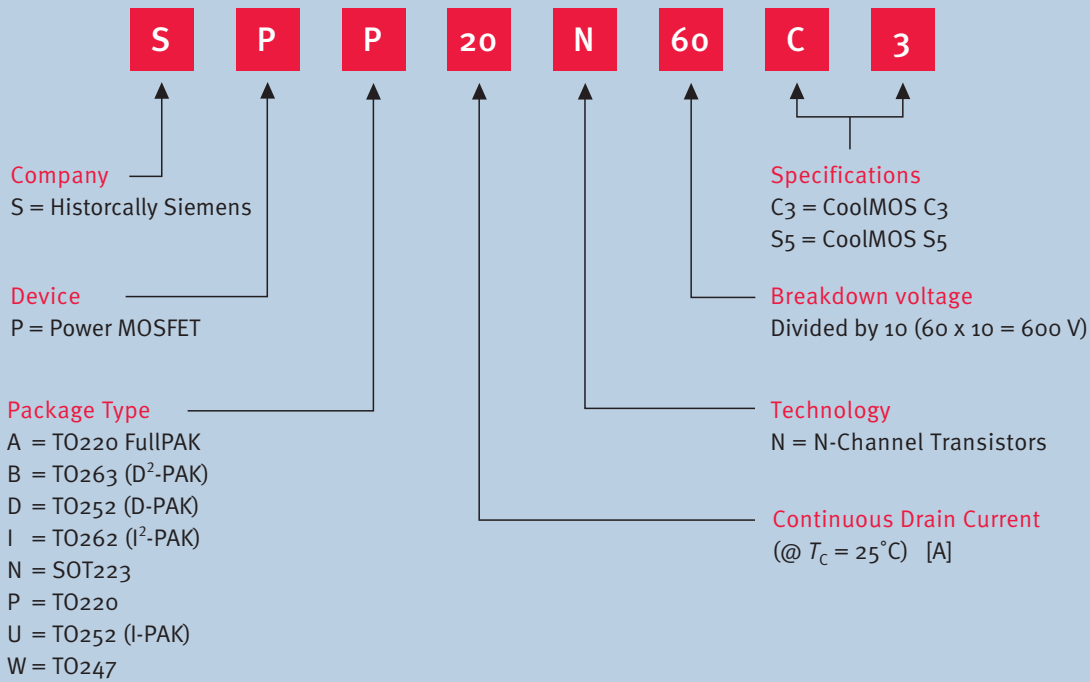 S P P 20 N 60 C 3
Company
S = Historcally Siemens
Device
P = Power MOSFET
Package Type
A = TO220 FullPAK
B = TO263 (D²-PAK)
D = TO252 (D-PAK)
I = TO262 (I²-PAK)
N = SOT223
P = TO220
U = TO252 (I-PAK)
W = TO247
Specifications
C3 = CoolMOS C3
S5 = CoolMOS S5
Breakdown voltage
Divided by 10 (60 x 10 = 600 V)
Technology
N = N-Channel Transistors
Continuous Drain Current
(@ T_C = 25°C) [A]